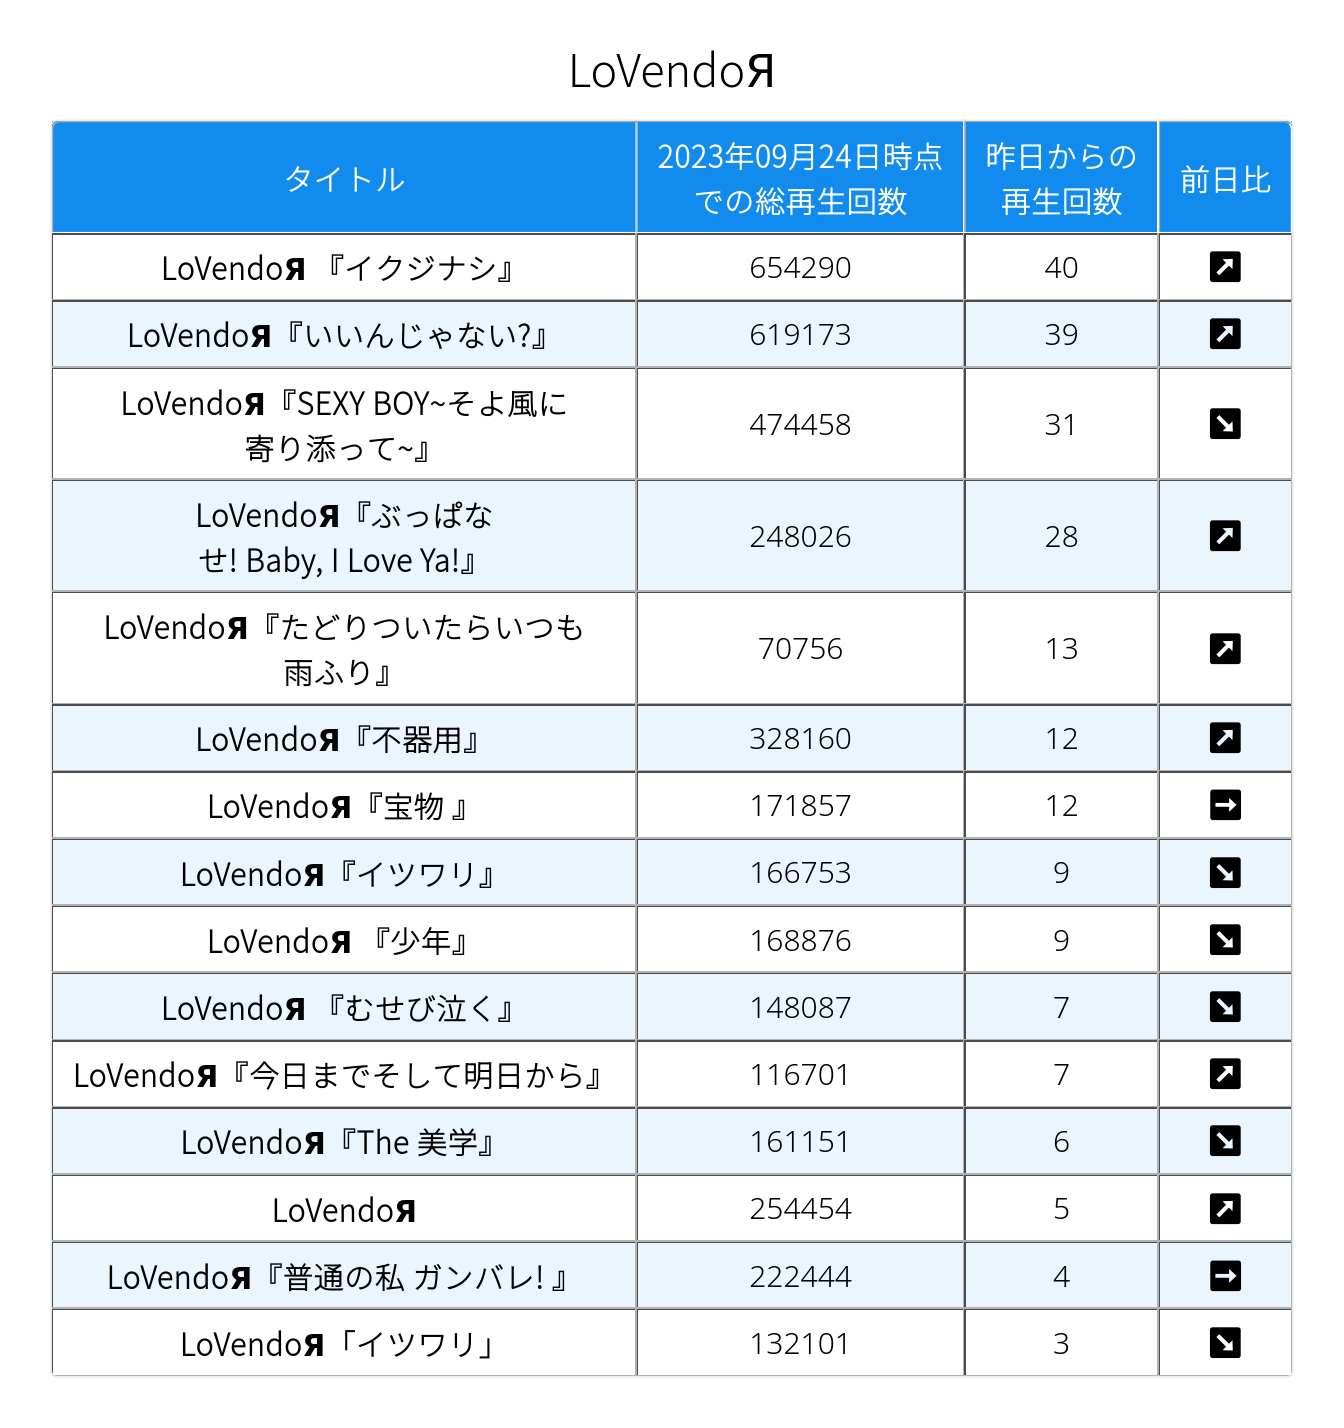 LoVendoЯ
タイトル
2023年09月24日時点
での総再生回数
昨日からの
再生回数
前日比
LoVendoЯ 『イクジナシ』
654290
40
↗
LoVendoЯ『いいんじゃない?』
619173
39
↗
LoVendoЯ『SEXY BOY~そよ風に
寄り添って~』
474458
31
↘
LoVendoЯ『ぶっぱな
せ! Baby, I Love Ya!』
248026
28
↗
LoVendoЯ『たどりついたらいつも
雨ふり』
70756
13
↗
LoVendoЯ『不器用』
328160
12
↗
LoVendoЯ『宝物 』
171857
12
→
LoVendoЯ『イツワリ』
166753
9
↘
LoVendoЯ 『少年』
168876
9
↘
LoVendoЯ 『むせび泣く』
148087
7
↘
LoVendoЯ『今日までそして明日から』
116701
7
↗
LoVendoЯ『The 美学』
161151
6
↘
LoVendoЯ
254454
5
↗
LoVendoЯ『普通の私 ガンバレ! 』
222444
4
→
LoVendoЯ「イツワリ」
132101
3
↘